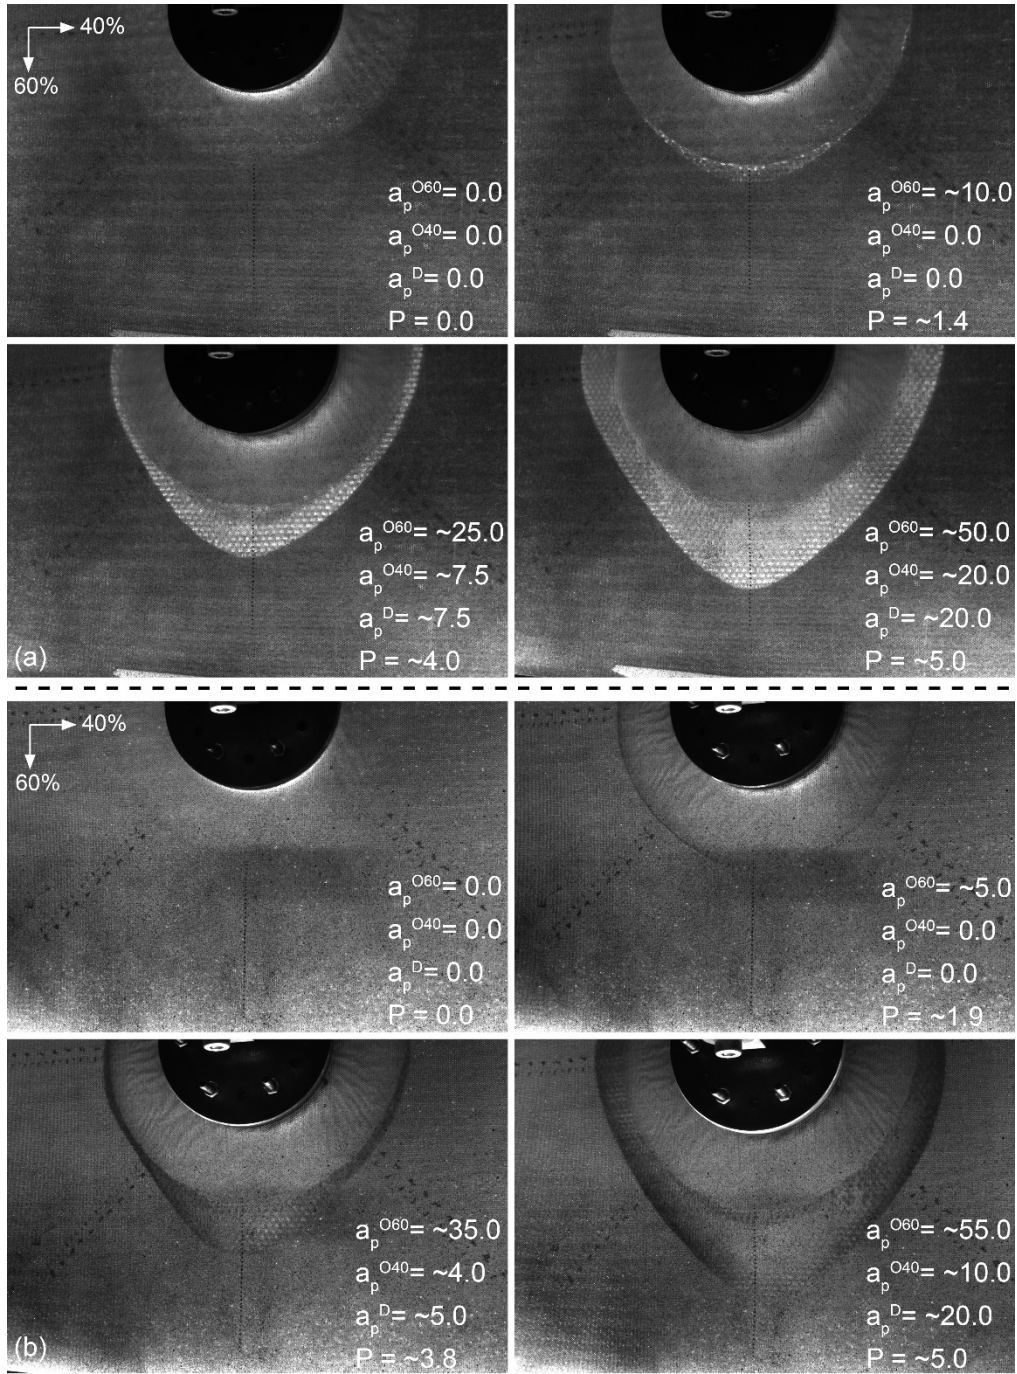 40%
60%
a_p^O60= 0.0
a_p^O40= 0.0
a_p^D= 0.0
P = 0.0
a_p^O60= ~10.0
a_p^O40= 0.0
a_p^D= 0.0
P = ~1.4
a_p^O60= ~25.0
a_p^O40= ~7.5
a_p^D= ~7.5
P = ~4.0
(a)
a_p^O60= ~50.0
a_p^O40= ~20.0
a_p^D= ~20.0
P = ~5.0
40%
60%
a_p^O60= 0.0
a_p^O40= 0.0
a_p^D= 0.0
P = 0.0
a_p^O60= ~5.0
a_p^O40= 0.0
a_p^D= 0.0
P = ~1.9
a_p^O60= ~35.0
a_p^O40= ~4.0
a_p^D= ~5.0
P = ~3.8
(b)
a_p^O60= ~55.0
a_p^O40= ~10.0
a_p^D= ~20.0
P = ~5.0